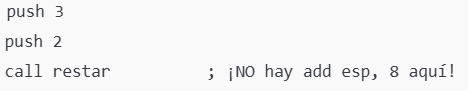 push 3
push 2
call restar          ; ¡NO hay add esp, 8 aquí!